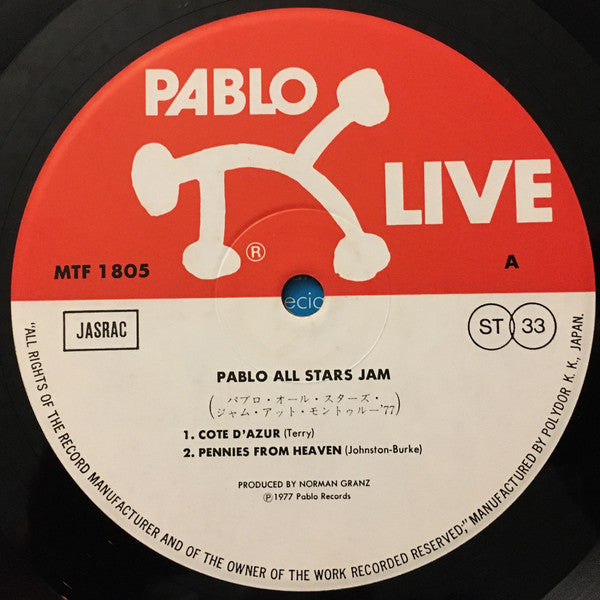 PABLO
LIVE
®
MTF 1805
A
JASRAC
ST 33
PABLO ALL STARS JAM
(パブロ・オール・スターズ・
ジャム・アット・モントゥルー'77)
1. COTE D'AZUR (Terry)
2. PENNIES FROM HEAVEN (Johnston-Burke)
PRODUCED BY NORMAN GRANZ
℗1977 Pablo Records
"ALL RIGHTS OF THE RECORD MANUFACTURER AND OF THE OWNER OF THE WORK RECORDED RESERVED;" MANUFACTURED BY POLYDOR K. K., JAPAN.